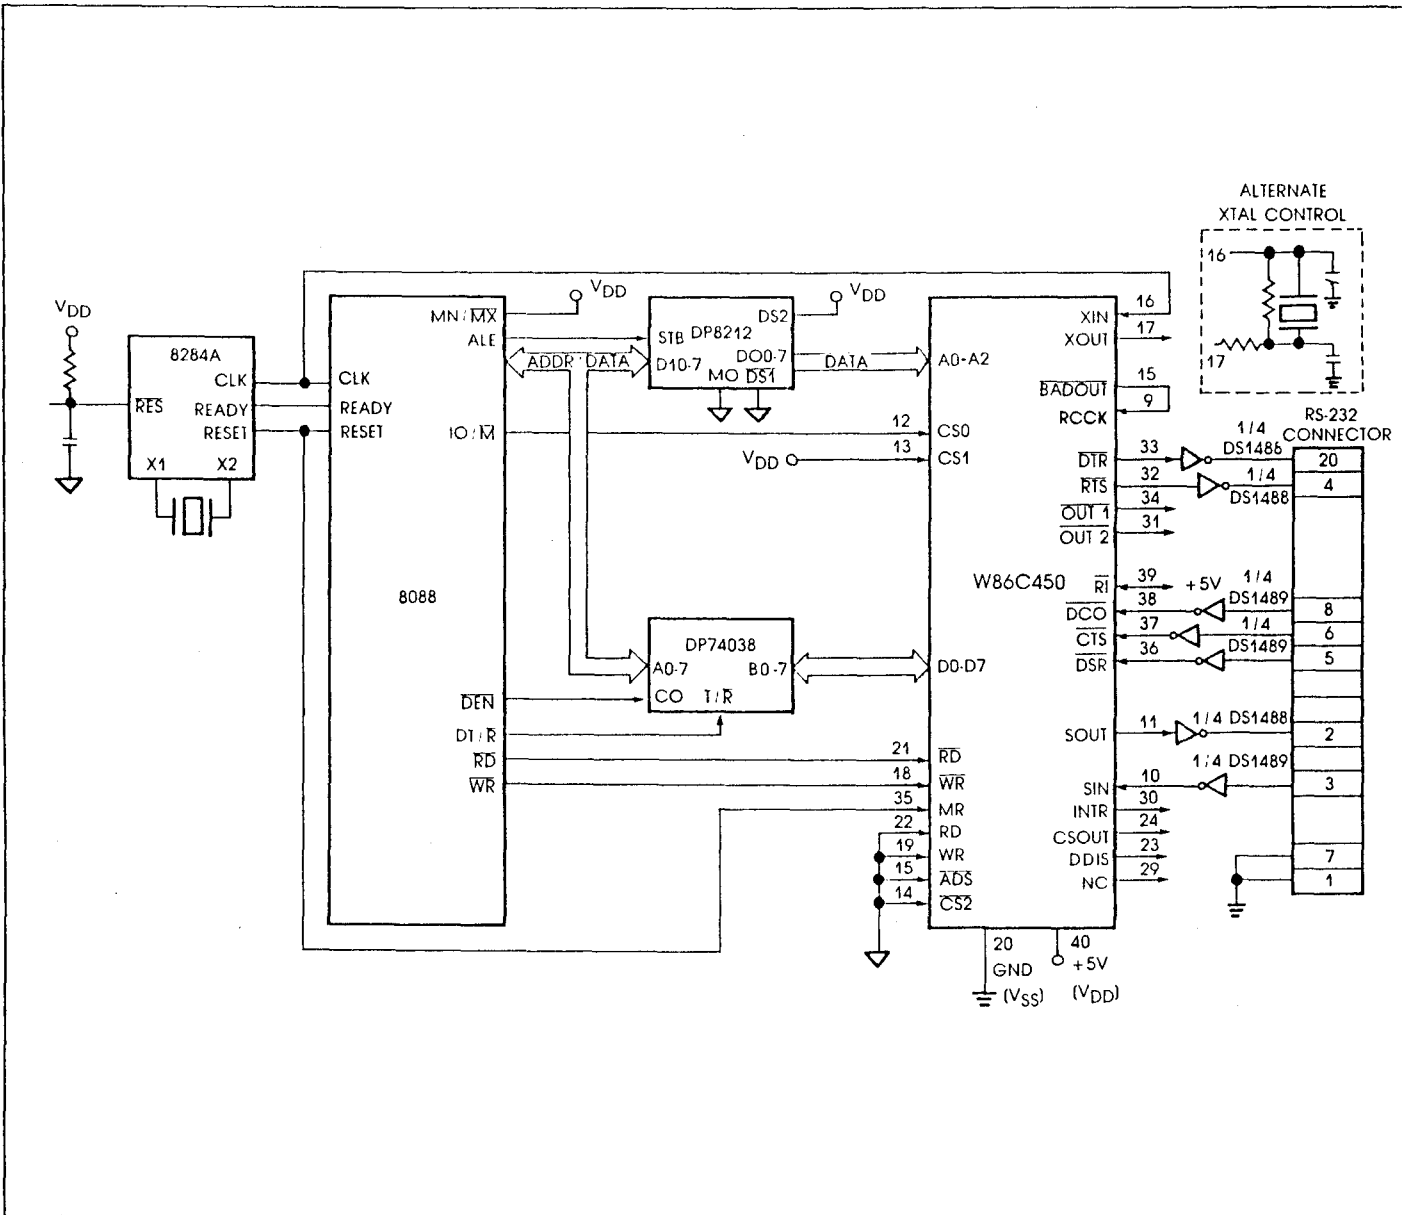 ALTERNATE
XTAL CONTROL
16
17
VDD
8284A
CLK
RES
READY
RESET
X1 X2
CLK
READY
RESET
8088
MN/MX
ALE
IO/M
DEN
DT/R
RD
WR
VDD
ADDR DATA
STB DP8212
DS2
D10-7
DO0-7
MO DS1
VDD
DATA
VDD
DP74038
A0-7
B0-7
CO T/R
W86C450
A0-A2
12 CS0
13 CS1
D0-D7
21 RD
18 WR
35 MR
22 RD
19 WR
15 ADS
14 CS2
XIN 16
XOUT 17
BADOUT 15
RCCK 9
DTR 33
RTS 32
OUT 1 34
OUT 2 31
RI 39 +5V
DCO 38
CTS 37
DSR 36
SOUT 11
SIN 10
INTR 30
CSOUT 24
DDIS 23
NC 29
20
GND
(VSS)
40
+5V
(VDD)
1/4
DS1486
1/4
DS1488
1/4
DS1489
1/4
DS1489
1/4 DS1488
1/4 DS1489
RS-232
CONNECTOR
20
4
8
6
5
2
3
7
1